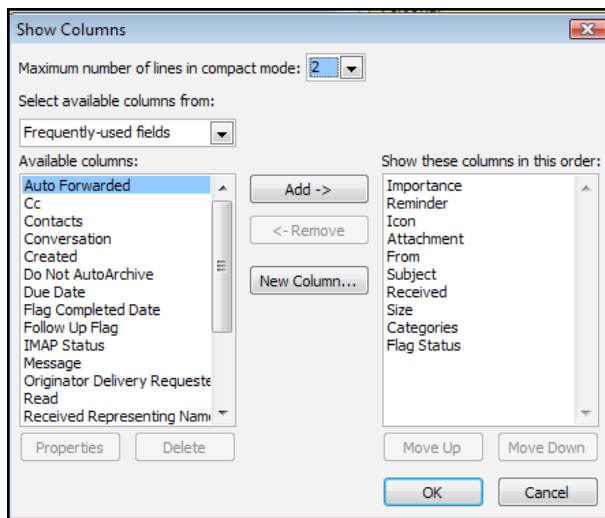 Show Columns
Maximum number of lines in compact mode: 2
Select available columns from:
Frequently-used fields
Available columns:
Auto Forwarded
Cc
Contacts
Conversation
Created
Do Not AutoArchive
Due Date
Flag Completed Date
Follow Up Flag
IMAP Status
Message
Originator Delivery Requeste
Read
Received Representing Nam
Properties
Delete
Add ->
<- Remove
New Column...
Show these columns in this order:
Importance
Reminder
Icon
Attachment
From
Subject
Received
Size
Categories
Flag Status
Move Up
Move Down
OK
Cancel